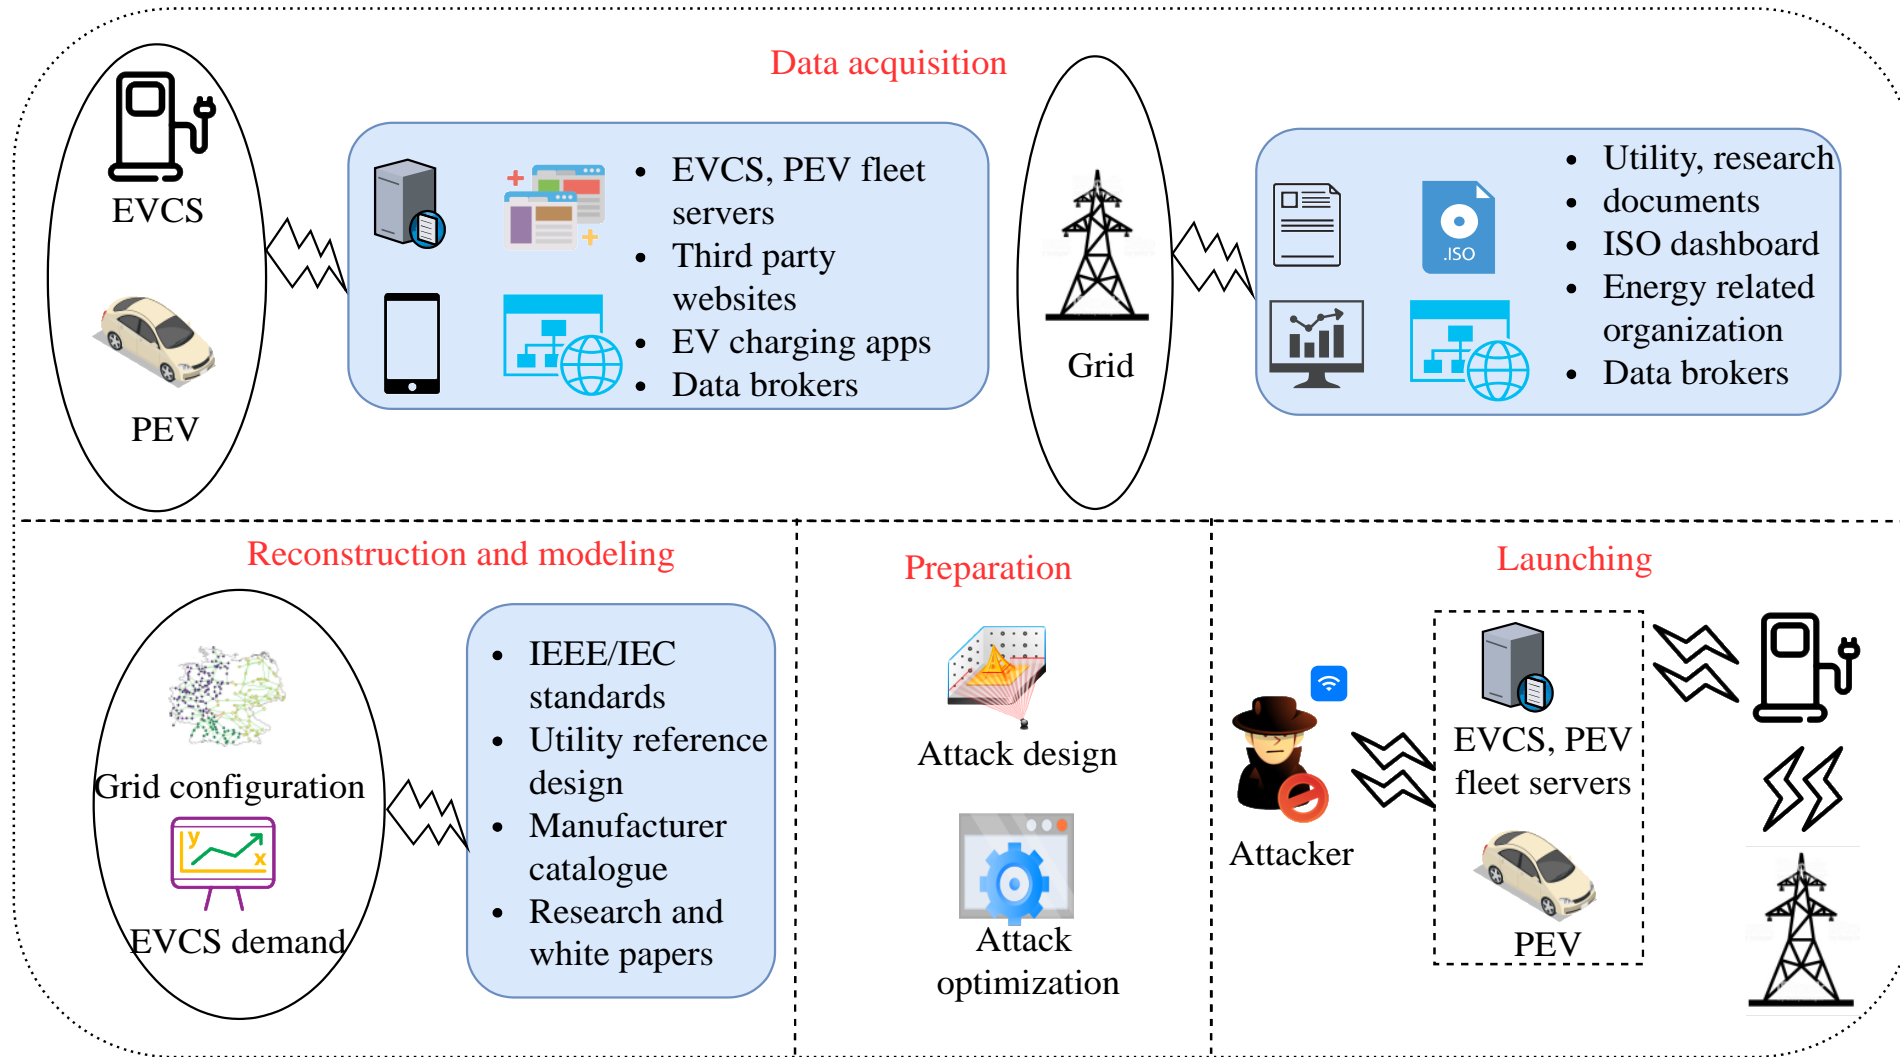 Data acquisition
EVCS
PEV
• EVCS, PEV fleet
servers
• Third party
websites
• EV charging apps
• Data brokers
Grid
.ISO
• Utility, research
• documents
• ISO dashboard
• Energy related
organization
• Data brokers
Reconstruction and modeling
Grid configuration
y
x
EVCS demand
• IEEE/IEC
standards
• Utility reference
design
• Manufacturer
catalogue
• Research and
white papers
Preparation
Attack design
Attack
optimization
Launching
Attacker
EVCS, PEV
fleet servers
PEV